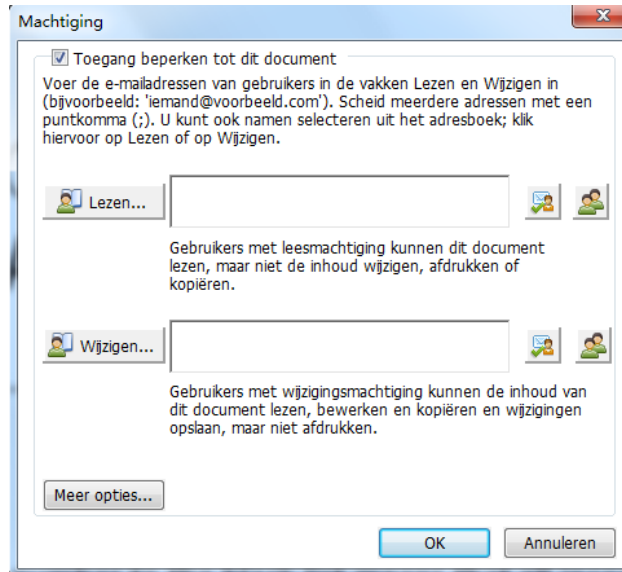 Machtiging
Toegang beperken tot dit document
Voer de e-mailadressen van gebruikers in de vakken Lezen en Wijzigen in
(bijvoorbeeld: 'iemand@voorbeeld.com'). Scheid meerdere adressen met een
puntkomma (;). U kunt ook namen selecteren uit het adresboek; klik
hiervoor op Lezen of op Wijzigen.
Lezen...
Gebruikers met leesmachtiging kunnen dit document
lezen, maar niet de inhoud wijzigen, afdrukken of
kopiëren.
Wijzigen...
Gebruikers met wijzigingsmachtiging kunnen de inhoud van
dit document lezen, bewerken en kopiëren en wijzigingen
opslaan, maar niet afdrukken.
Meer opties...
OK
Annuleren